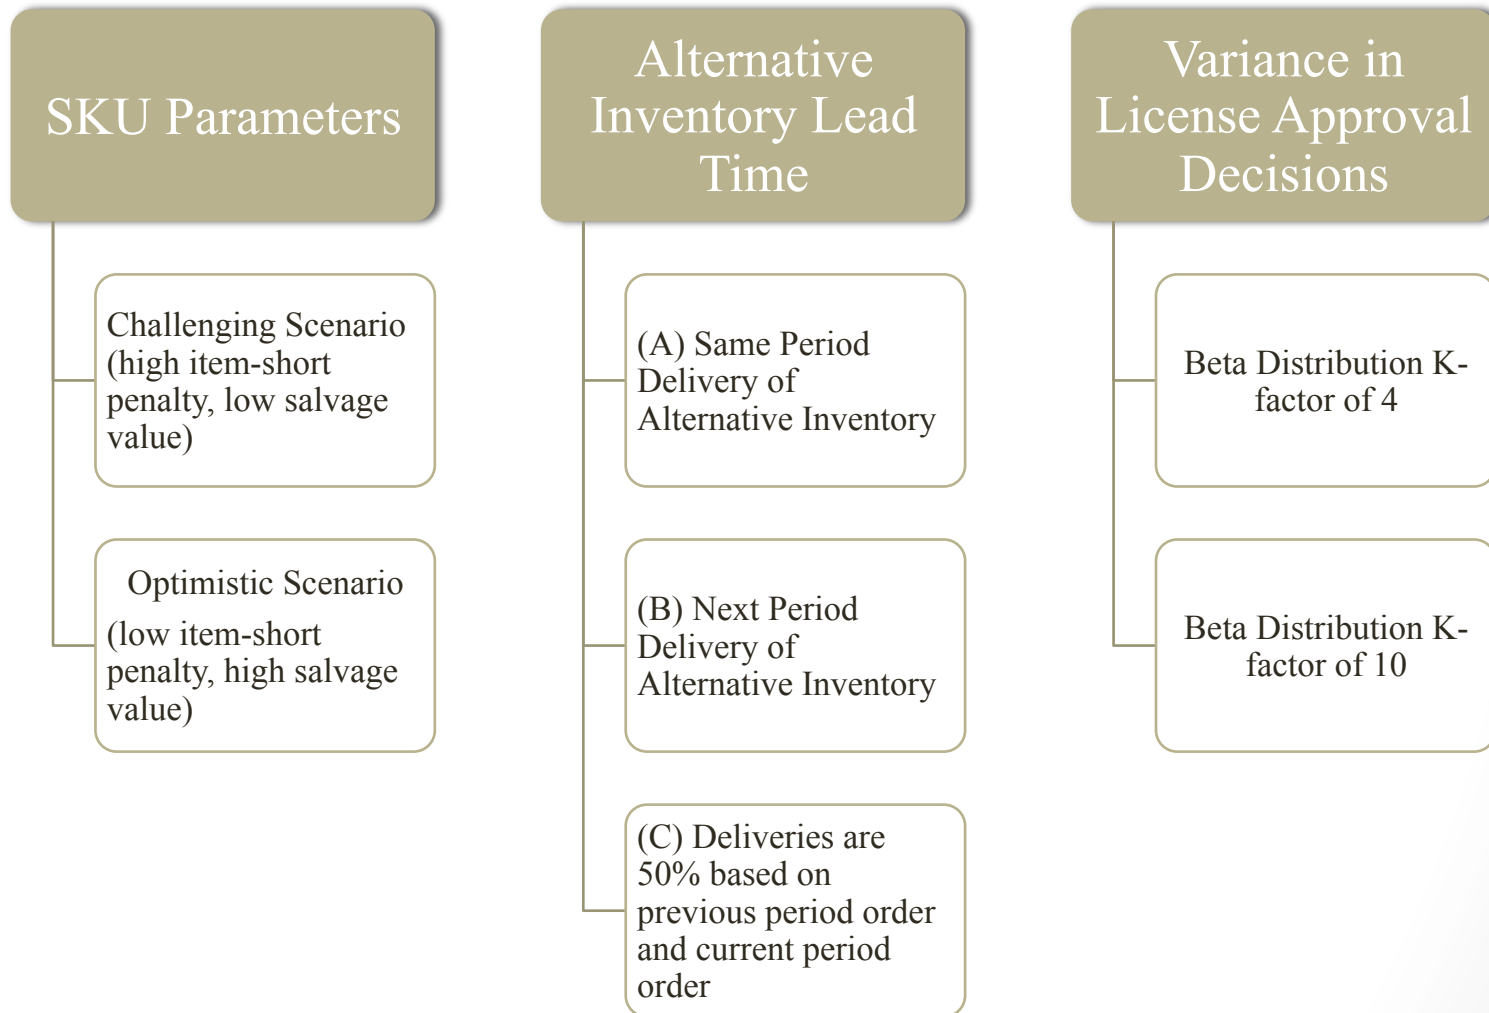 SKU Parameters
Challenging Scenario
(high item-short
penalty, low salvage
value)
Optimistic Scenario
(low item-short
penalty, high salvage
value)
Alternative
Inventory Lead
Time
(A) Same Period
Delivery of
Alternative Inventory
(B) Next Period
Delivery of
Alternative Inventory
(C) Deliveries are
50% based on
previous period order
and current period
order
Variance in
License Approval
Decisions
Beta Distribution K-
factor of 4
Beta Distribution K-
factor of 10